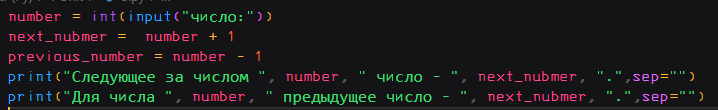 number = int(input("число:"))
next_nubmer =  number + 1
previous_number = number - 1
print("Следующее за числом ", number, " число - ", next_nubmer, ".",sep="")
print("Для числа ", number, " предыдущее число - ", next_nubmer, ".",sep="")